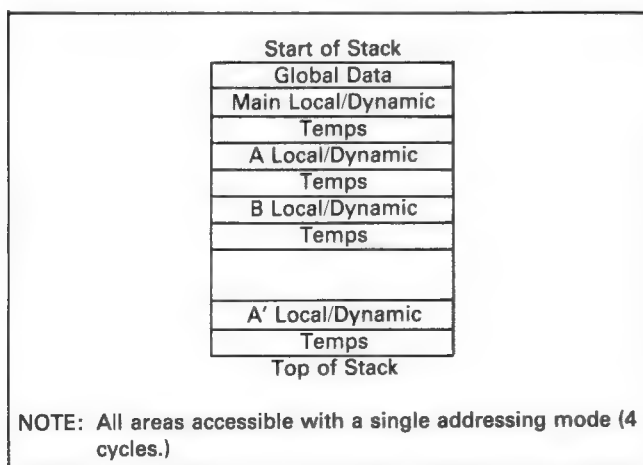 Start of Stack
Global Data
Main Local/Dynamic
Temps
A Local/Dynamic
Temps
B Local/Dynamic
Temps
A' Local/Dynamic
Temps
Top of Stack
NOTE: All areas accessible with a single addressing mode (4
cycles.)